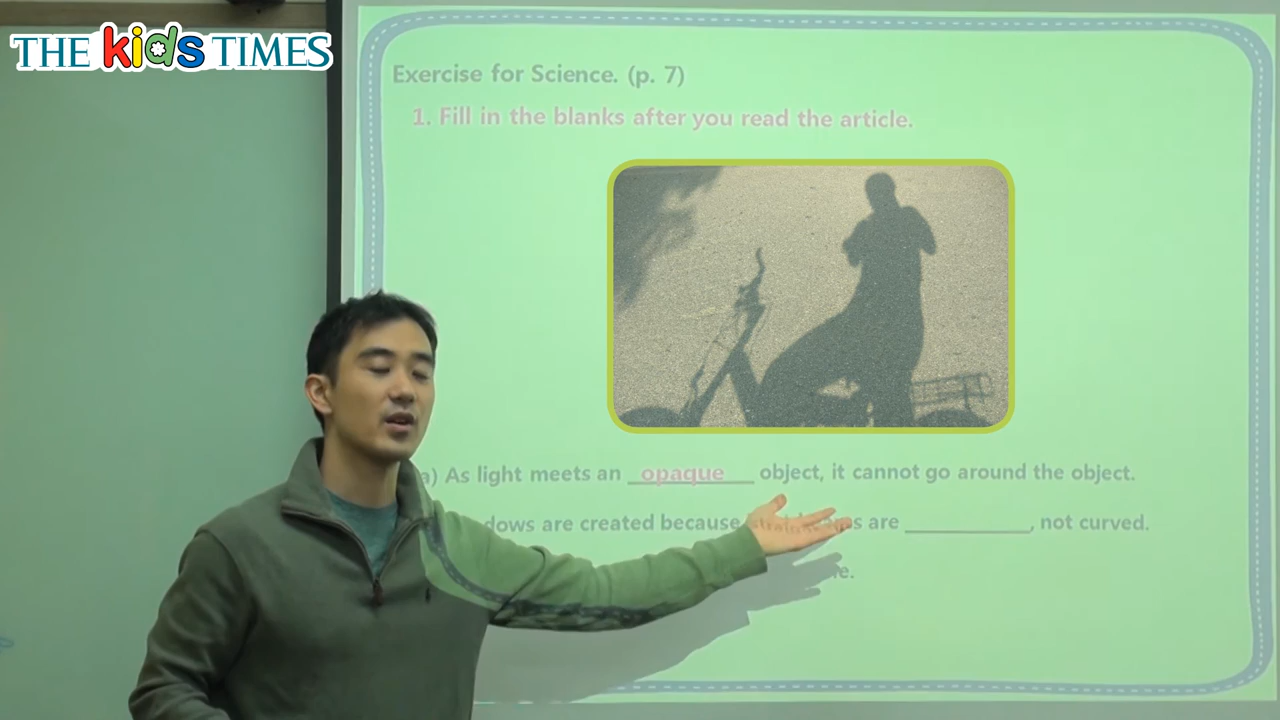 THE kids TIMES
Exercise for Science. (p. 7)
1. Fill in the blanks after you read the article.
a) As light meets an opaque object, it cannot go around the object.
dows are created because are ____________, not curved.